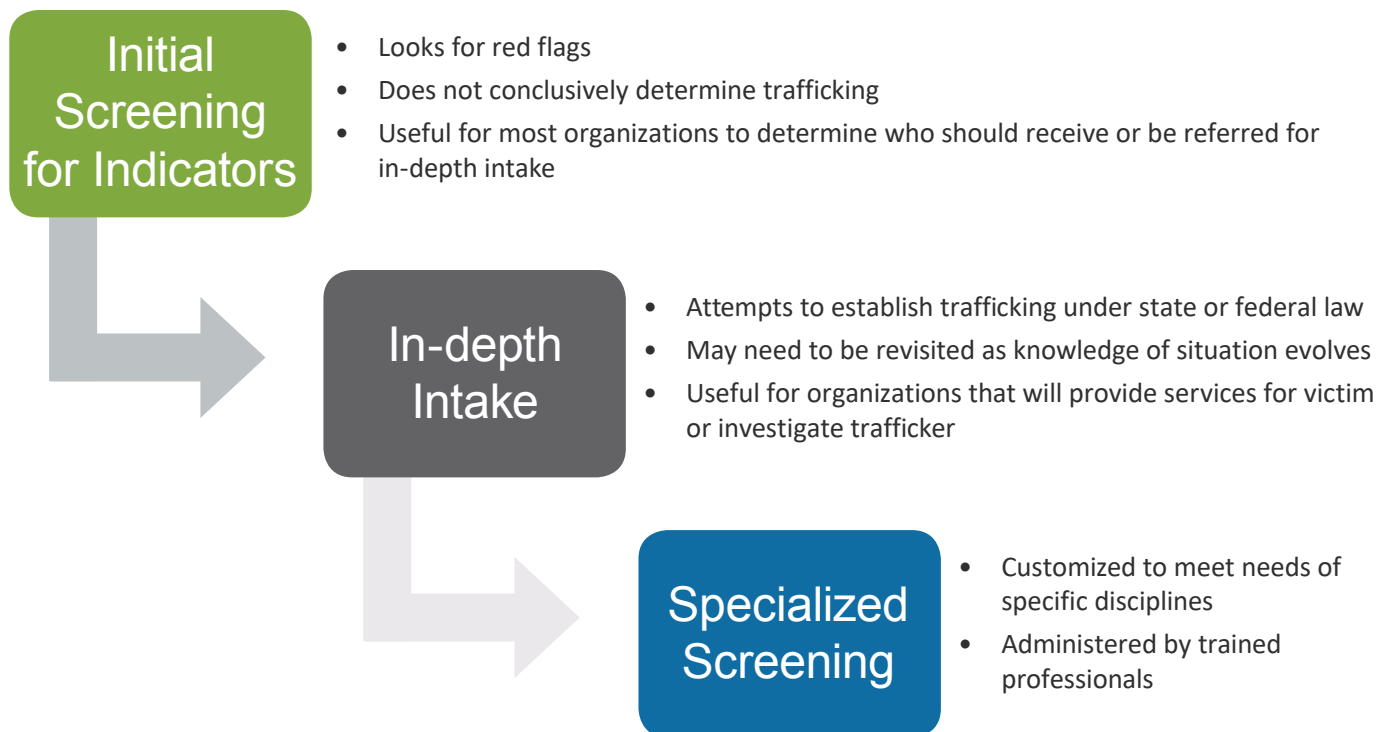 Initial
Screening
for Indicators
• Looks for red flags
• Does not conclusively determine trafficking
• Useful for most organizations to determine who should receive or be referred for
in-depth intake
In-depth
Intake
• Attempts to establish trafficking under state or federal law
• May need to be revisited as knowledge of situation evolves
• Useful for organizations that will provide services for victim
or investigate trafficker
Specialized
Screening
• Customized to meet needs of
specific disciplines
• Administered by trained
professionals